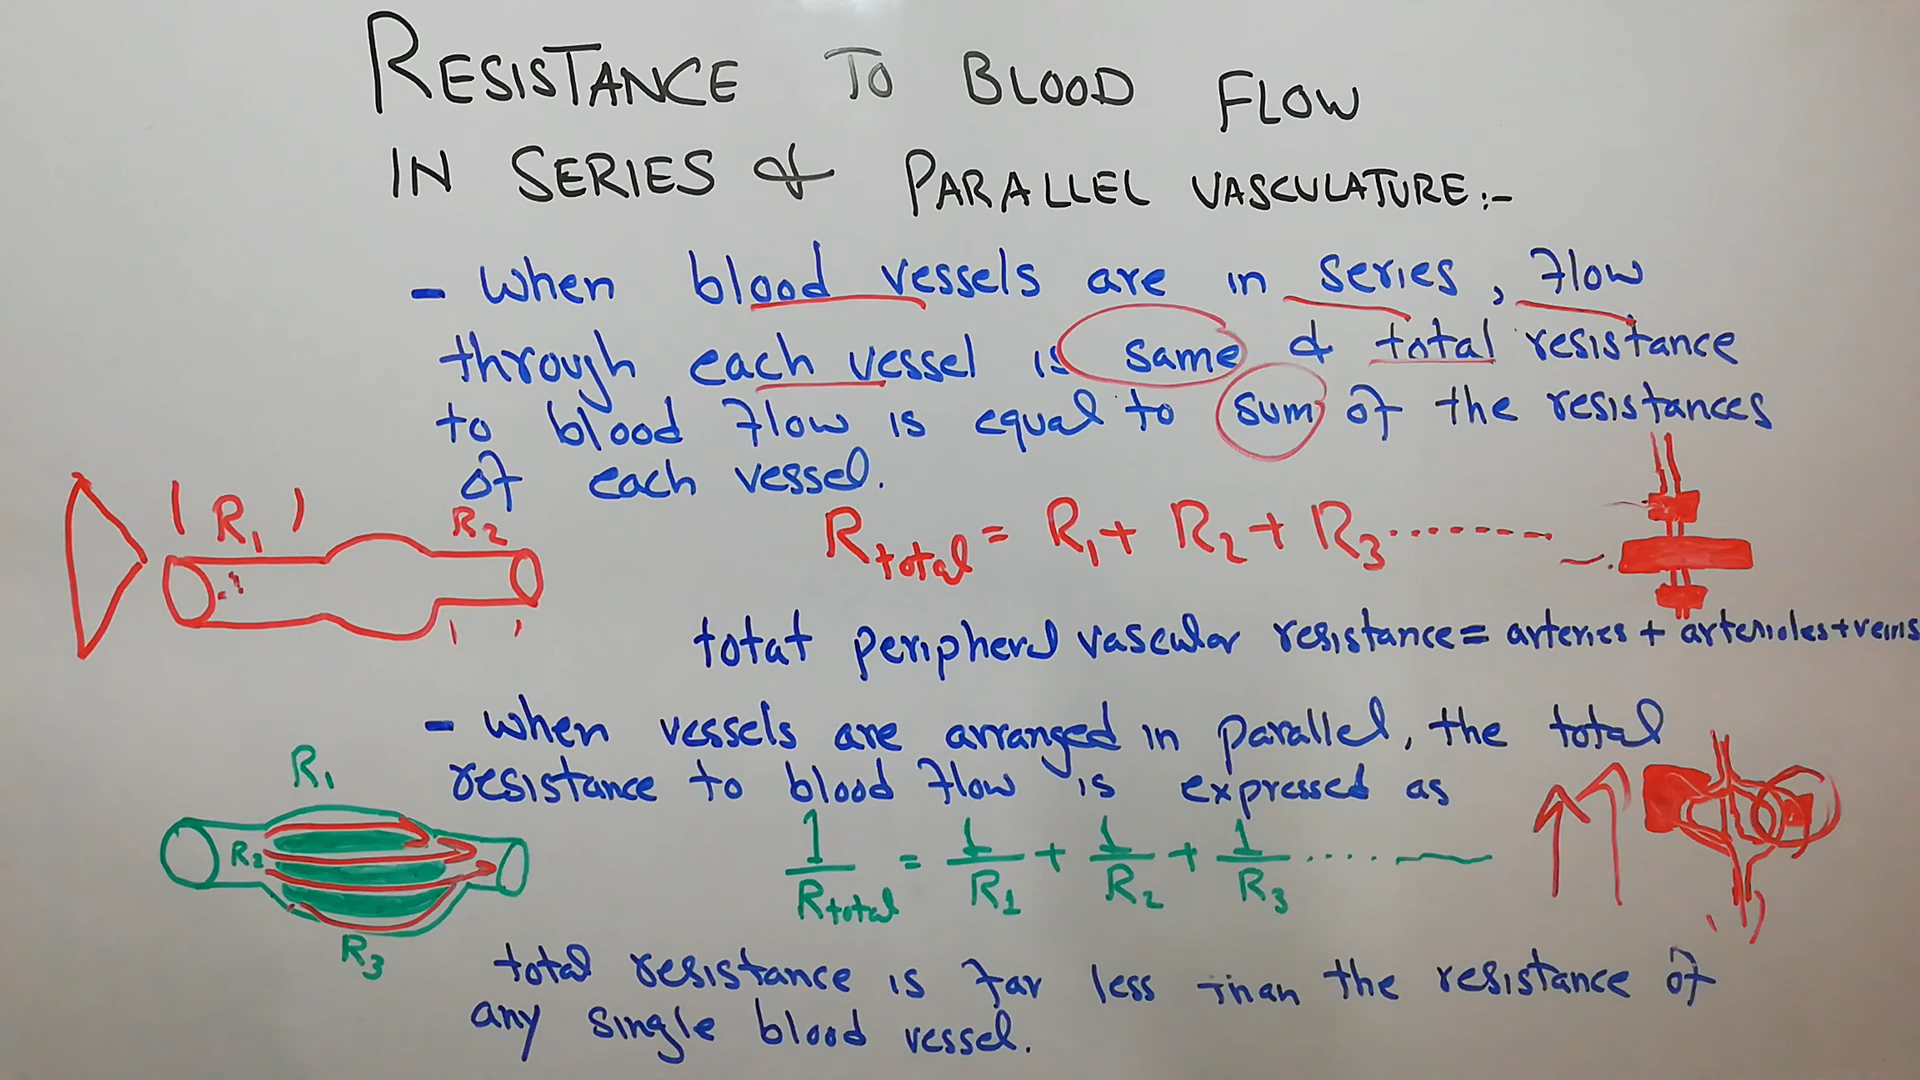 RESISTANCE TO BLOOD FLOW
IN SERIES & PARALLEL VASCULATURE:-
- When blood vessels are in series, flow
through each vessel is same & total resistance
to blood flow is equal to sum of the resistances
of each vessel.
R1
R2
Rtotal = R1 + R2 + R3 ........
total peripheral vascular resistance = arteries + arterioles + veins
- When vessels are arranged in parallel, the total
resistance to blood flow is expressed as
R1
R2
R3
1/Rtotal = 1/R1 + 1/R2 + 1/R3 ....
total resistance is far less than the resistance of
any single blood vessel.